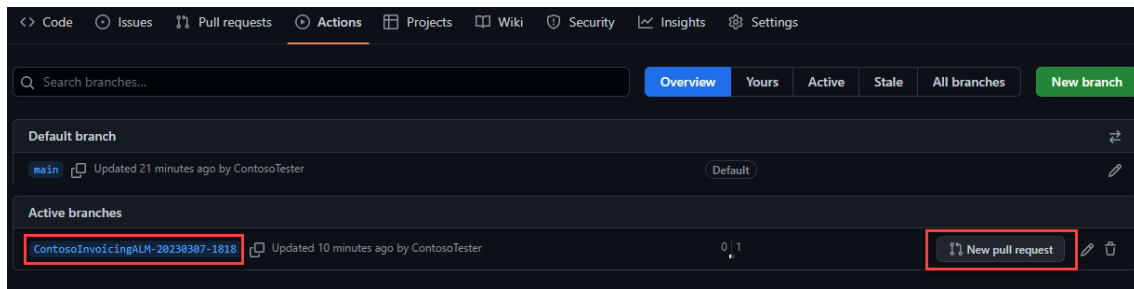 <> Code Issues Pull requests Actions Projects Wiki Security Insights Settings
Search branches... Overview Yours Active Stale All branches New branch
Default branch
main Updated 21 minutes ago by ContosoTester Default
Active branches
ContosoInvoicingALM-20230307-1818 Updated 10 minutes ago by ContosoTester 0 | 1 New pull request